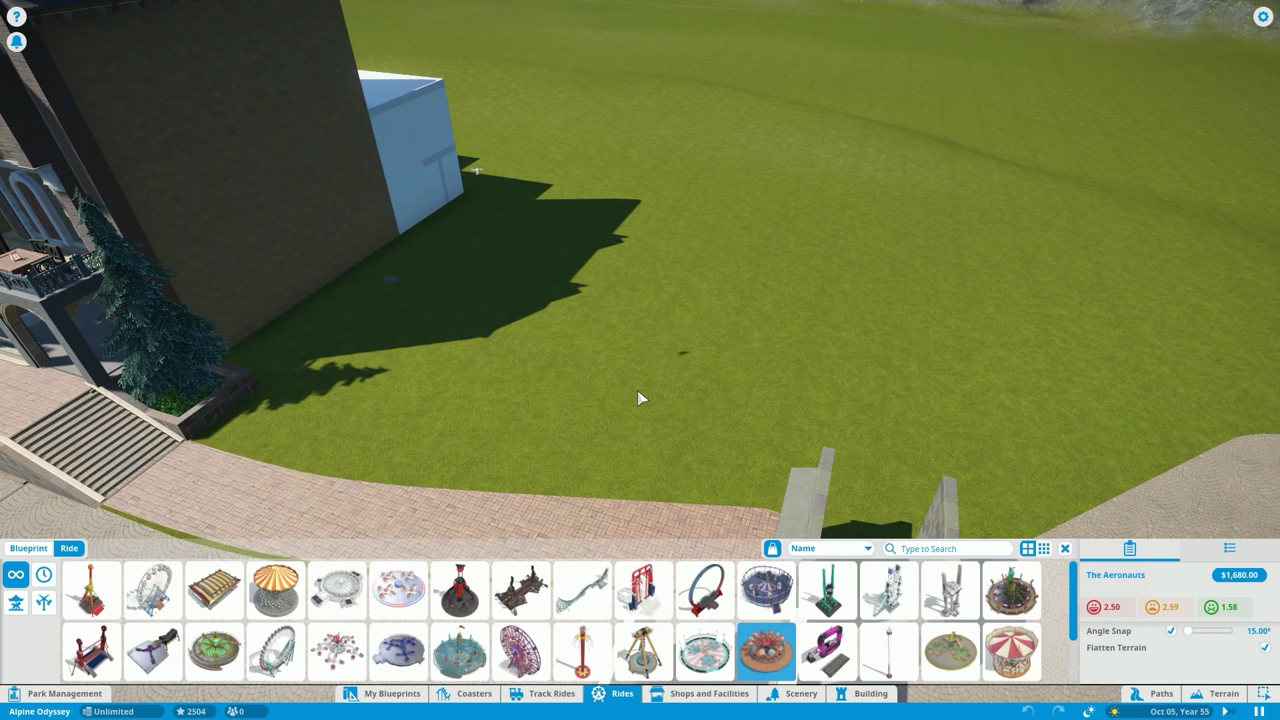 ?
Blueprint
Ride
Name
Type to Search
The Aeronauts
$1,680.00
2.50
2.59
1.58
Angle Snap
15.00°
Flatten Terrain
Park Management
My Blueprints
Coasters
Track Rides
Rides
Shops and Facilities
Scenery
Building
Paths
Terrain
Alpine Odyssey
Unlimited
2504
0
Oct 05, Year 55